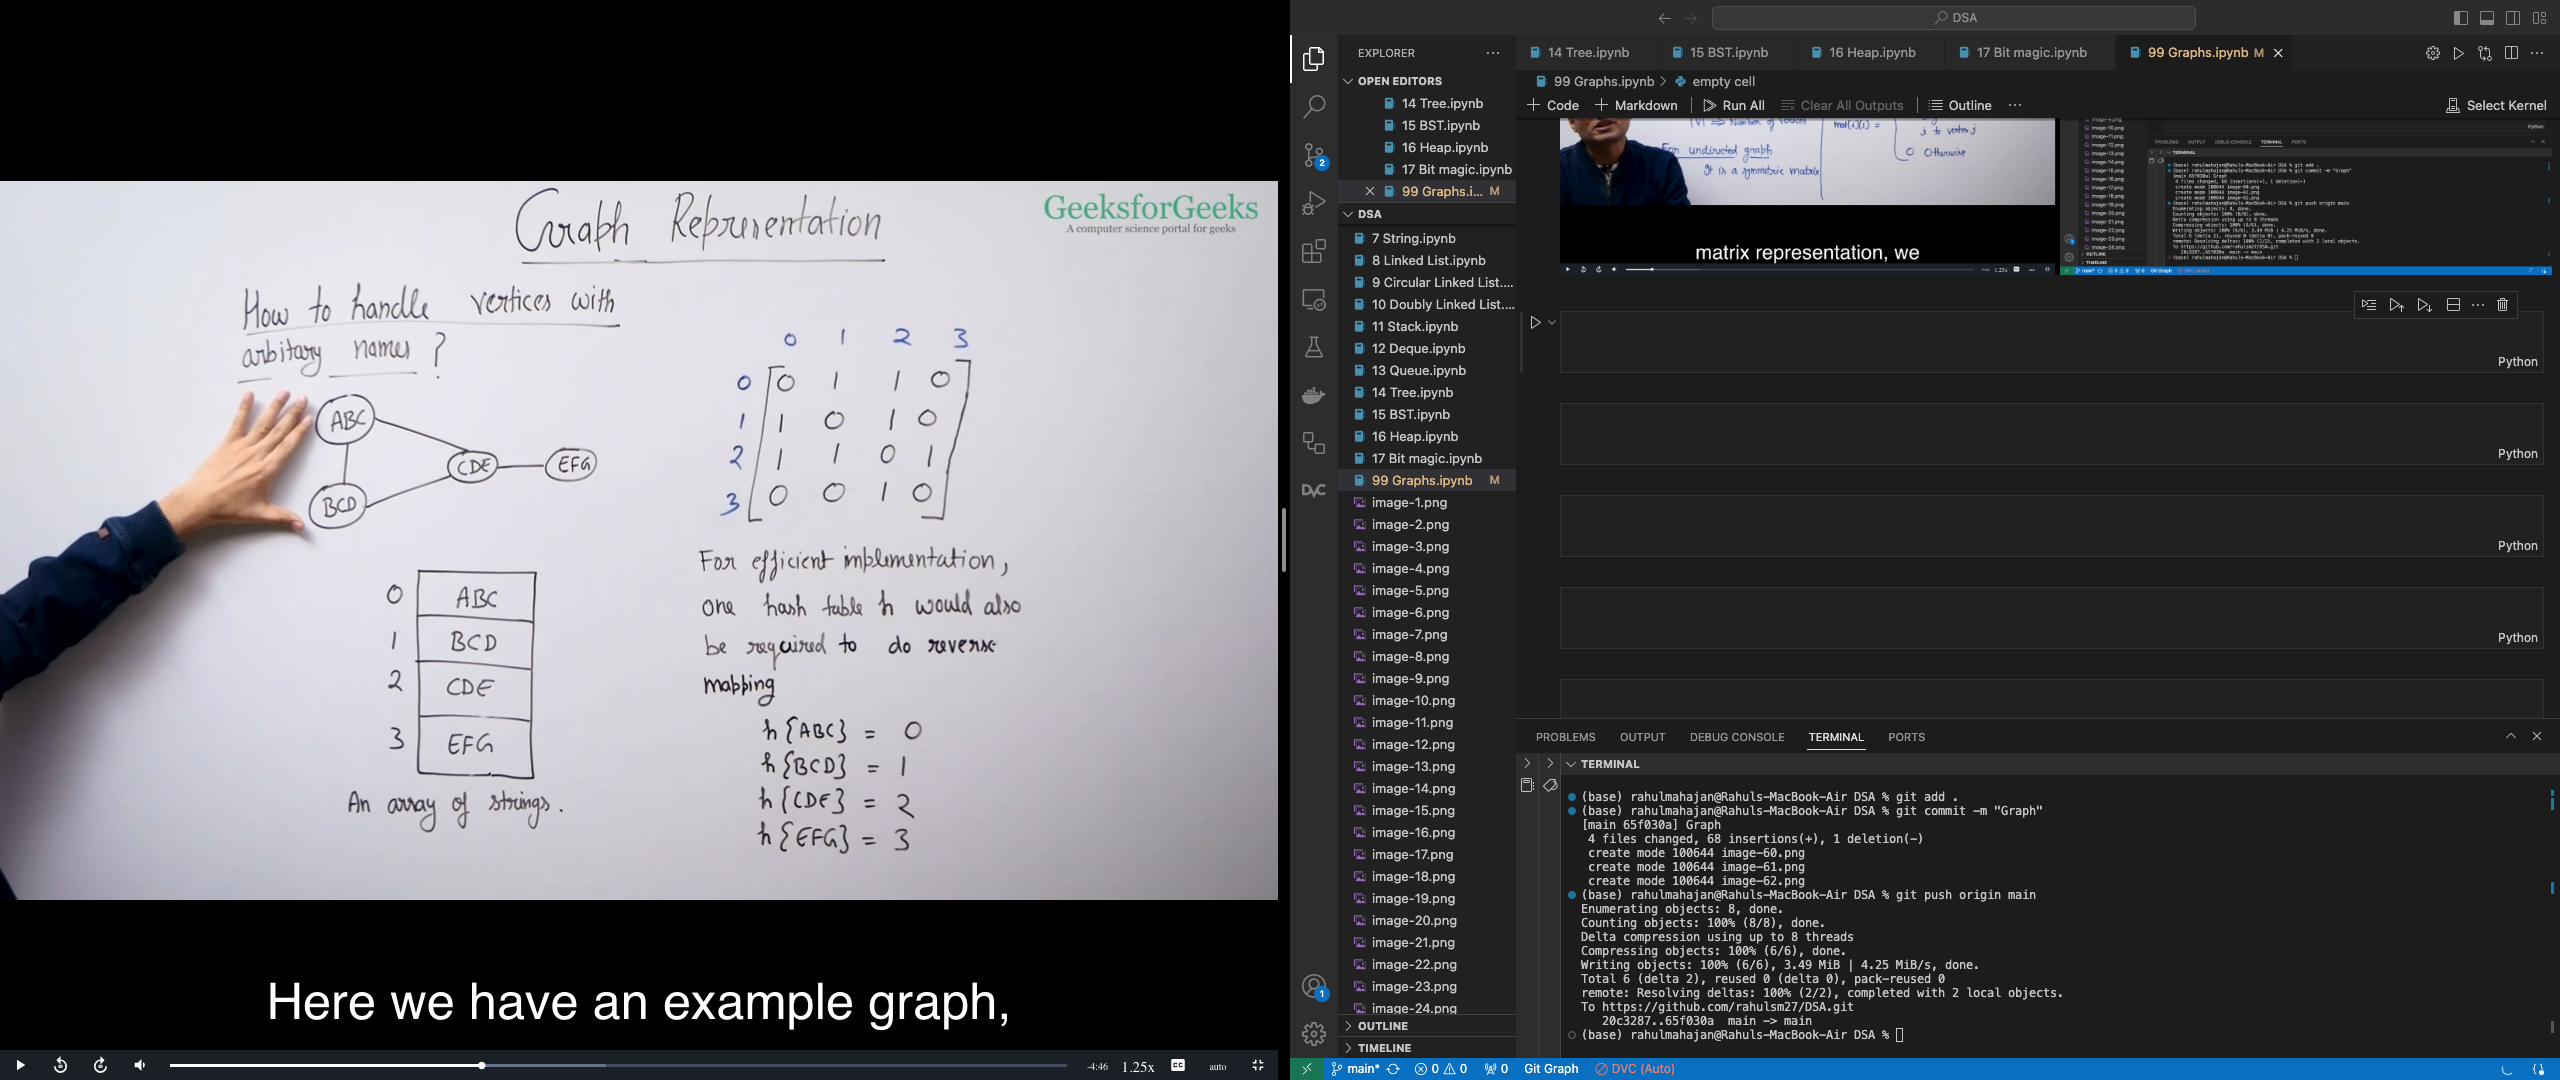 Graph Representation
GeeksforGeeks
A computer science portal for geeks
How to handle vertices with
arbitary names ?
ABC
BCD
CDE
EFG
0 1 2 3
0 0 1 1 0
1 1 0 1 0
2 1 1 0 1
3 0 0 1 0
0 ABC
1 BCD
2 CDE
3 EFG
An array of strings.
For efficient implementation,
one hash table h would also
be required to do reverse
mapping
h{ABC} = 0
h{BCD} = 1
h{CDE} = 2
h{EFG} = 3
Here we have an example graph,
-4:46 1.25x CC auto
DSA
EXPLORER
OPEN EDITORS
14 Tree.ipynb
15 BST.ipynb
16 Heap.ipynb
17 Bit magic.ipynb
99 Graphs.i... M
DSA
7 String.ipynb
8 Linked List.ipynb
9 Circular Linked List....
10 Doubly Linked List....
11 Stack.ipynb
12 Deque.ipynb
13 Queue.ipynb
14 Tree.ipynb
15 BST.ipynb
16 Heap.ipynb
17 Bit magic.ipynb
99 Graphs.ipynb M
image-1.png
image-2.png
image-3.png
image-4.png
image-5.png
image-6.png
image-7.png
image-8.png
image-9.png
image-10.png
image-11.png
image-12.png
image-13.png
image-14.png
image-15.png
image-16.png
image-17.png
image-18.png
image-19.png
image-20.png
image-21.png
image-22.png
image-23.png
image-24.png
OUTLINE
TIMELINE
2
1
DVC
14 Tree.ipynb 15 BST.ipynb 16 Heap.ipynb 17 Bit magic.ipynb 99 Graphs.ipynb M
99 Graphs.ipynb > empty cell
+ Code + Markdown Run All Clear All Outputs Outline ... Select Kernel
|V| => Number of vertices
mat[i][j] =
j to vertex j
0 Otherwise
For undirected graph
It is a symmetric matrix
matrix representation, we
Python
Python
Python
Python
PROBLEMS OUTPUT DEBUG CONSOLE TERMINAL PORTS
TERMINAL
(base) rahulmahajan@Rahuls-MacBook-Air DSA % git add .
(base) rahulmahajan@Rahuls-MacBook-Air DSA % git commit -m "Graph"
[main 65f030a] Graph
4 files changed, 68 insertions(+), 1 deletion(-)
create mode 100644 image-60.png
create mode 100644 image-61.png
create mode 100644 image-62.png
(base) rahulmahajan@Rahuls-MacBook-Air DSA % git push origin main
Enumerating objects: 8, done.
Counting objects: 100% (8/8), done.
Delta compression using up to 8 threads
Compressing objects: 100% (6/6), done.
Writing objects: 100% (6/6), 3.49 MiB | 4.25 MiB/s, done.
Total 6 (delta 2), reused 0 (delta 0), pack-reused 0
remote: Resolving deltas: 100% (2/2), completed with 2 local objects.
To https://github.com/rahulsm27/DSA.git
20c3287..65f030a main -> main
(base) rahulmahajan@Rahuls-MacBook-Air DSA %
main* 0 0 0 Git Graph DVC (Auto)